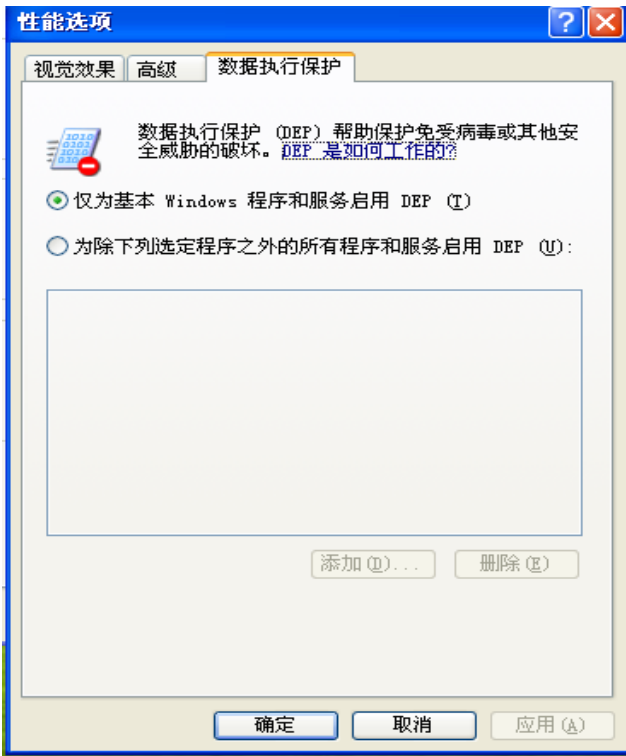 性能选项
视觉效果 高级 数据执行保护
数据执行保护 (DEP) 帮助保护免受病毒或其他安
全威胁的破坏。DEP 是如何工作的?
仅为基本 Windows 程序和服务启用 DEP (T)
为除下列选定程序之外的所有程序和服务启用 DEP (U):
添加(D)... 删除(E)
确定 取消 应用(A)